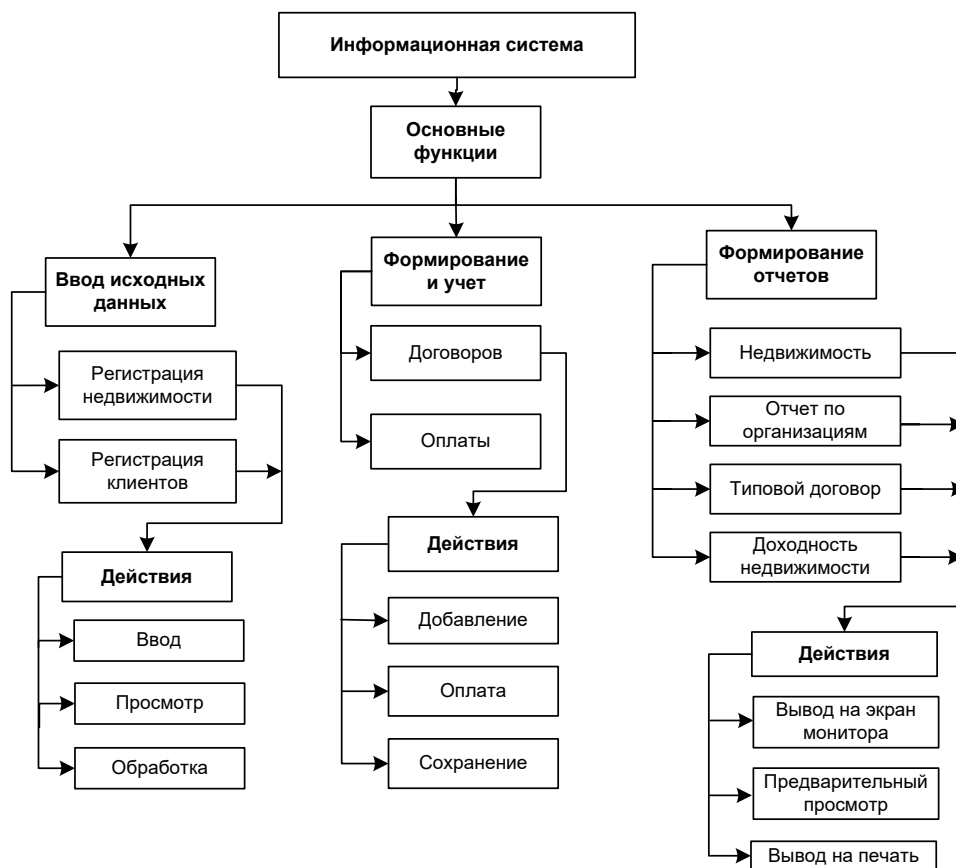 Информационная система
Основные
функции
Ввод исходных
данных
Регистрация
недвижимости
Регистрация
клиентов
Действия
Ввод
Просмотр
Обработка
Формирование
и учет
Договоров
Оплаты
Действия
Добавление
Оплата
Сохранение
Формирование
отчетов
Недвижимость
Отчет по
организациям
Типовой договор
Доходность
недвижимости
Действия
Вывод на экран
монитора
Предварительный
просмотр
Вывод на печать